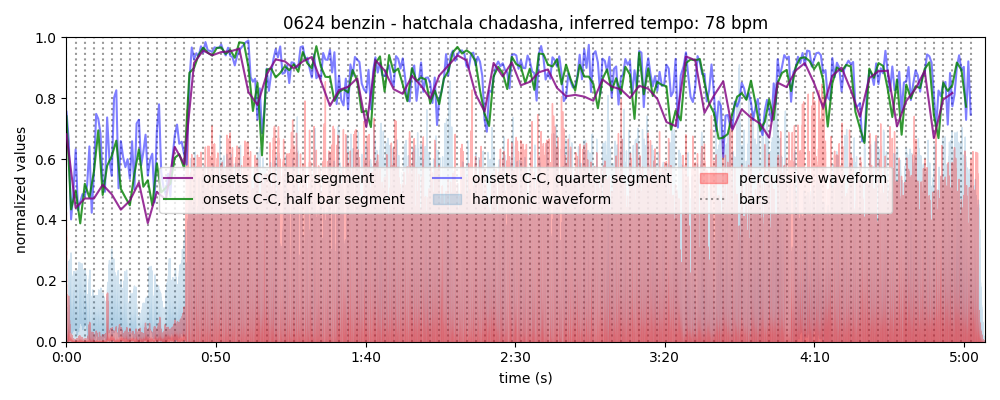 0624 benzin - hatchala chadasha, inferred tempo: 78 bpm
normalized values
1.0
0.8
0.6
0.4
0.2
0.0
onsets C-C, bar segment
onsets C-C, half bar segment
onsets C-C, quarter segment
harmonic waveform
percussive waveform
bars
0:00 0:50 1:40 2:30 3:20 4:10 5:00
time (s)